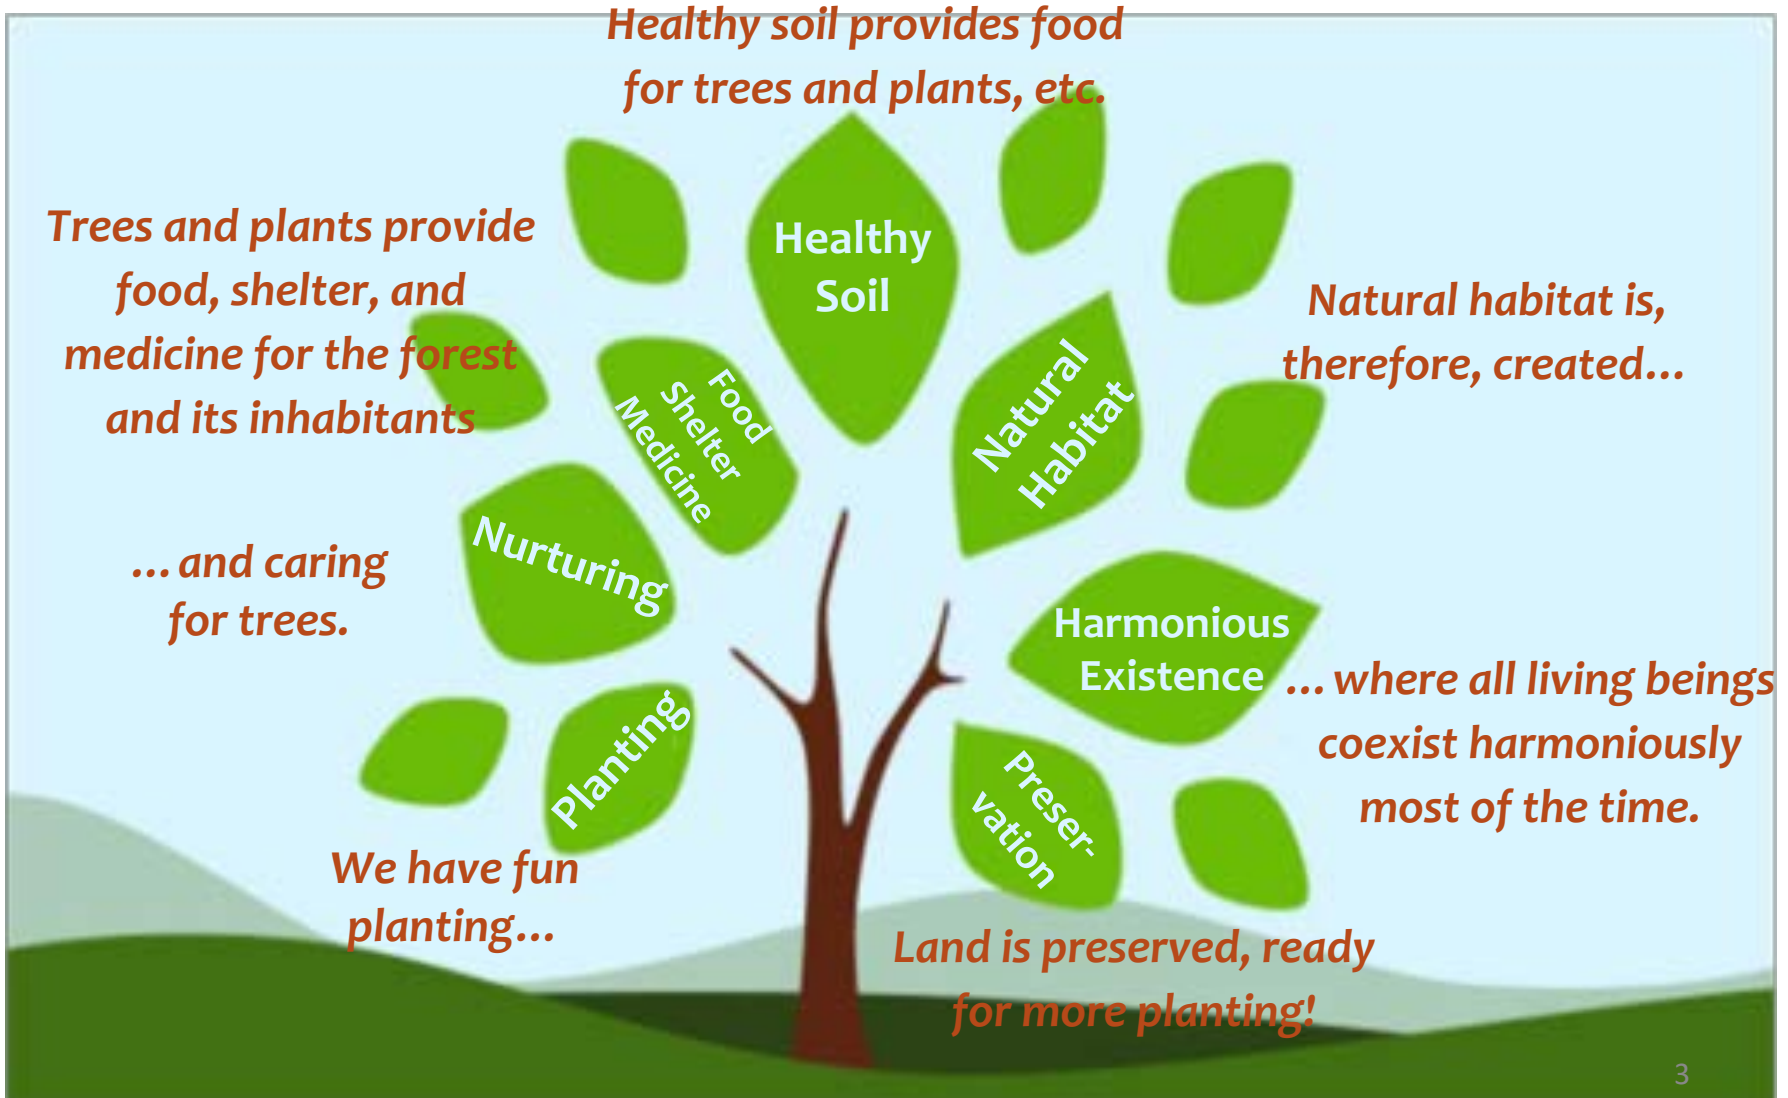 Healthy soil provides food
for trees and plants, etc.
Healthy
Soil
Trees and plants provide
food, shelter, and
medicine for the forest
and its inhabitants
Food
Shelter
Medicine
Natural
Habitat
Natural habitat is,
therefore, created...
Nurturing
...and caring
for trees.
Harmonious
Existence
...where all living beings
coexist harmoniously
most of the time.
Planting
We have fun
planting...
Preser-
vation
Land is preserved, ready
for more planting!
3